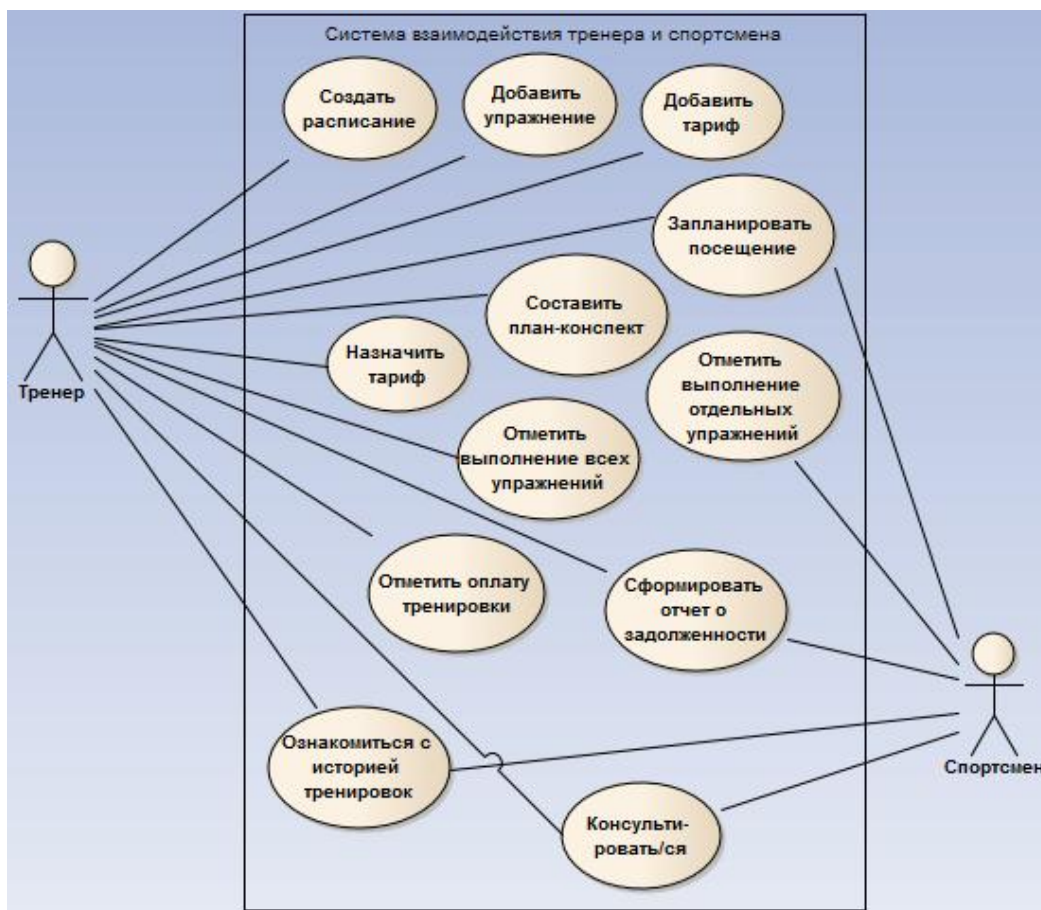 Система взаимодействия тренера и спортсмена
Создать
расписание
Добавить
упражнение
Добавить
тариф
Запланировать
посещение
Составить
план-конспект
Назначить
тариф
Тренер
Отметить
выполнение
отдельных
упражнений
Отметить
выполнение всех
упражнений
Отметить оплату
тренировки
Сформировать
отчет о
задолженности
Ознакомиться с
историей
тренировок
Спортсмен
Консульти-
ровать/ся